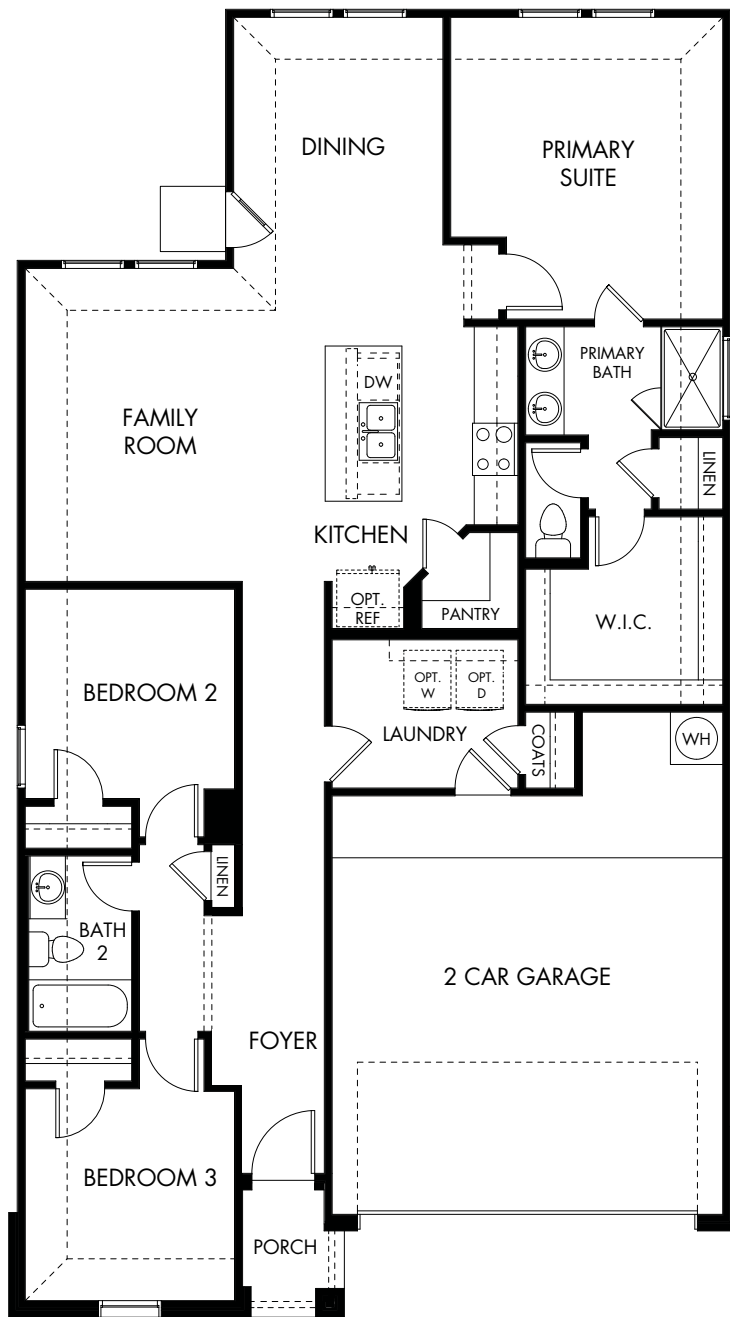 DINING
PRIMARY
SUITE
PRIMARY
BATH
DW
FAMILY
ROOM
LINEN
KITCHEN
OPT.
REF
PANTRY
W.I.C.
BEDROOM 2
OPT.
W
OPT.
D
LAUNDRY
COATS
WH
LINEN
BATH
2
2 CAR GARAGE
FOYER
BEDROOM 3
PORCH